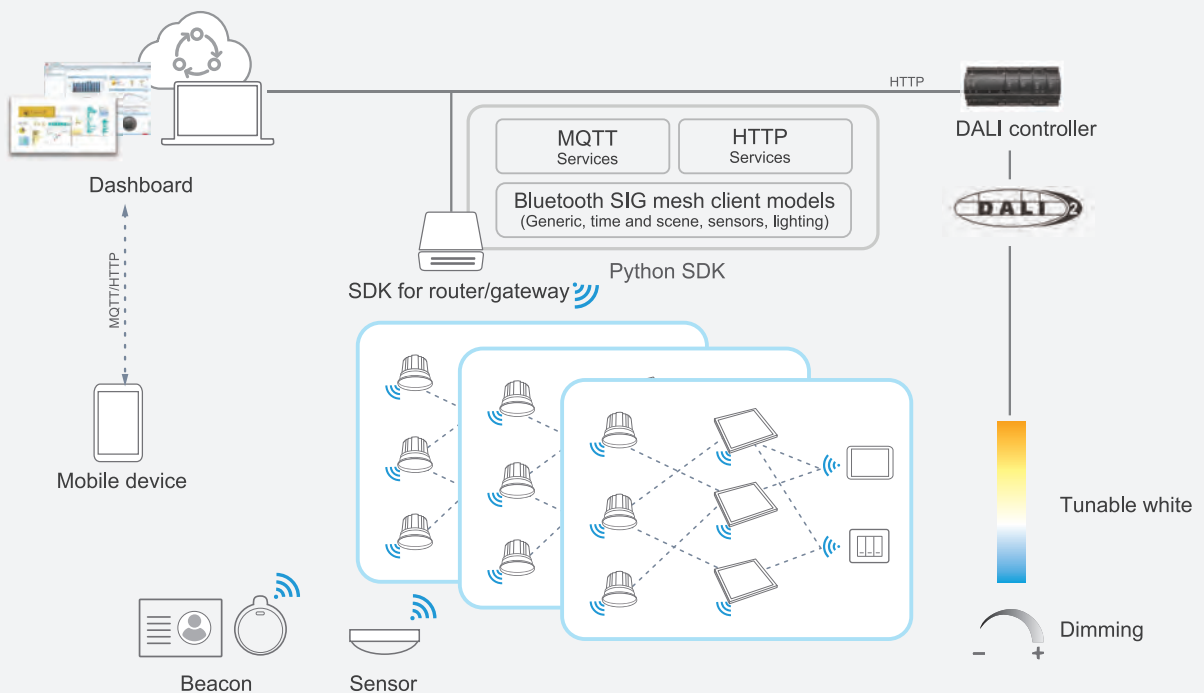 HTTP
DALI controller
MQTT
Services
HTTP
Services
Bluetooth SIG mesh client models
(Generic, time and scene, sensors, lighting)
Dashboard
DALI 2
Python SDK
SDK for router/gateway
MQTT/HTTP
Mobile device
Tunable white
Dimming
− +
Beacon
Sensor